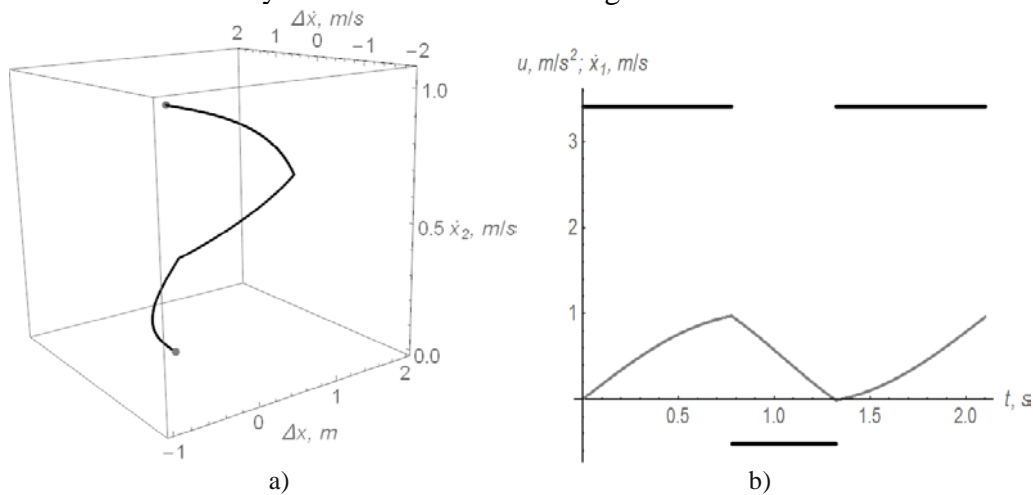 Δẋ, m/s
2 1 0 −1 −2
1.0
0.5 ẋ₂, m/s
0.0
−1 0 1 2
Δx, m
a)
u, m/s²; ẋ₁, m/s
3
2
1
0.5 1.0 1.5 2.0 t, s
b)